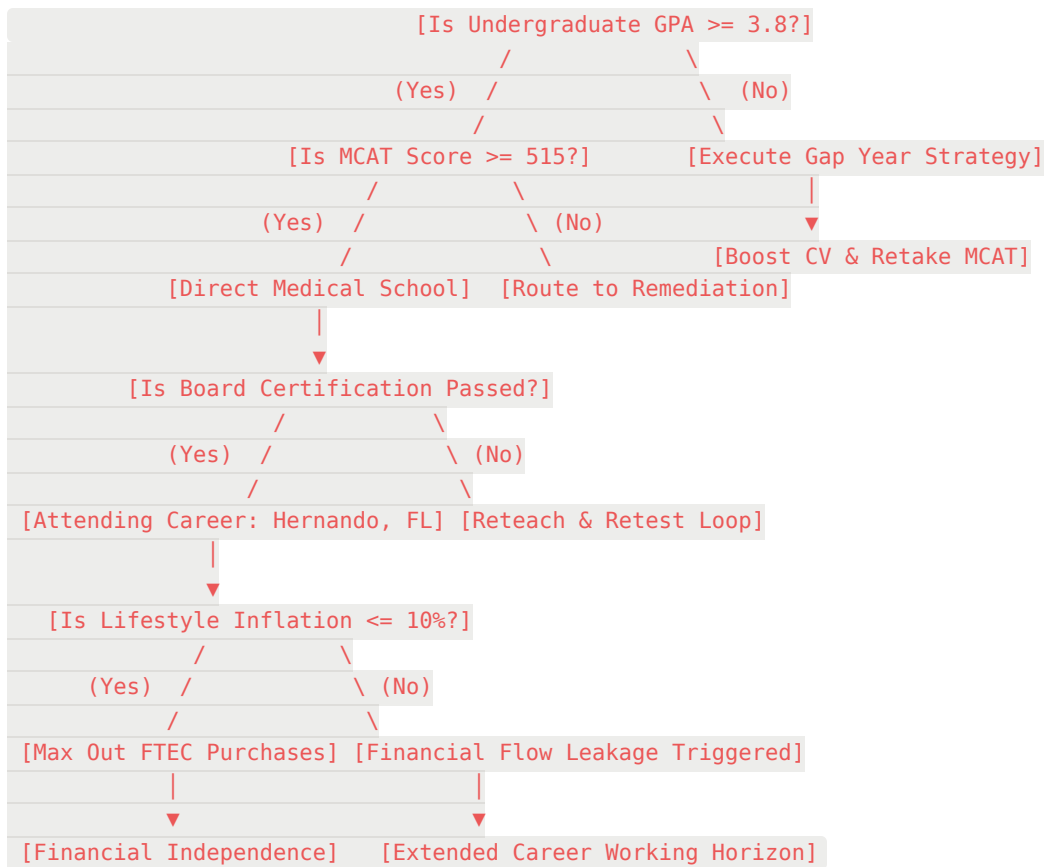 [Is Undergraduate GPA >= 3.8?]
/ \
(Yes) / \ (No)
/ \
[Is MCAT Score >= 515?] [Execute Gap Year Strategy]
/ \ |
(Yes) / \ (No) ▼
/ \ [Boost CV & Retake MCAT]
[Direct Medical School] [Route to Remediation]
|
▼
[Is Board Certification Passed?]
/ \
(Yes) / \ (No)
/ \
[Attending Career: Hernando, FL] [Reteach & Retest Loop]
|
▼
[Is Lifestyle Inflation <= 10%?]
/ \
(Yes) / \ (No)
/ \
[Max Out FTEC Purchases] [Financial Flow Leakage Triggered]
| |
▼ ▼
[Financial Independence] [Extended Career Working Horizon]